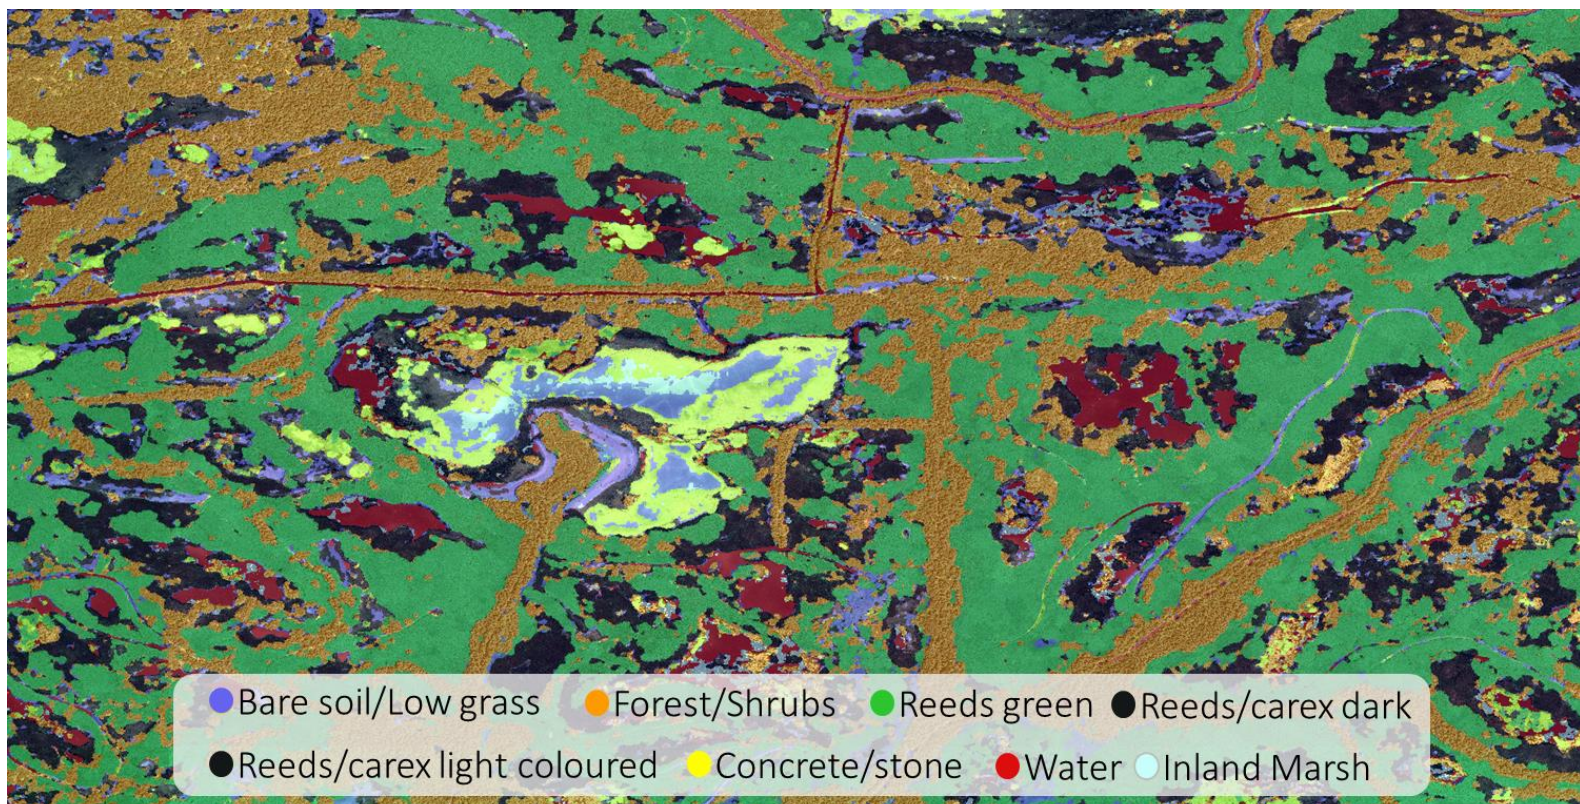 Bare soil/Low grass Forest/Shrubs Reeds green Reeds/carex dark
Reeds/carex light coloured Concrete/stone Water Inland Marsh